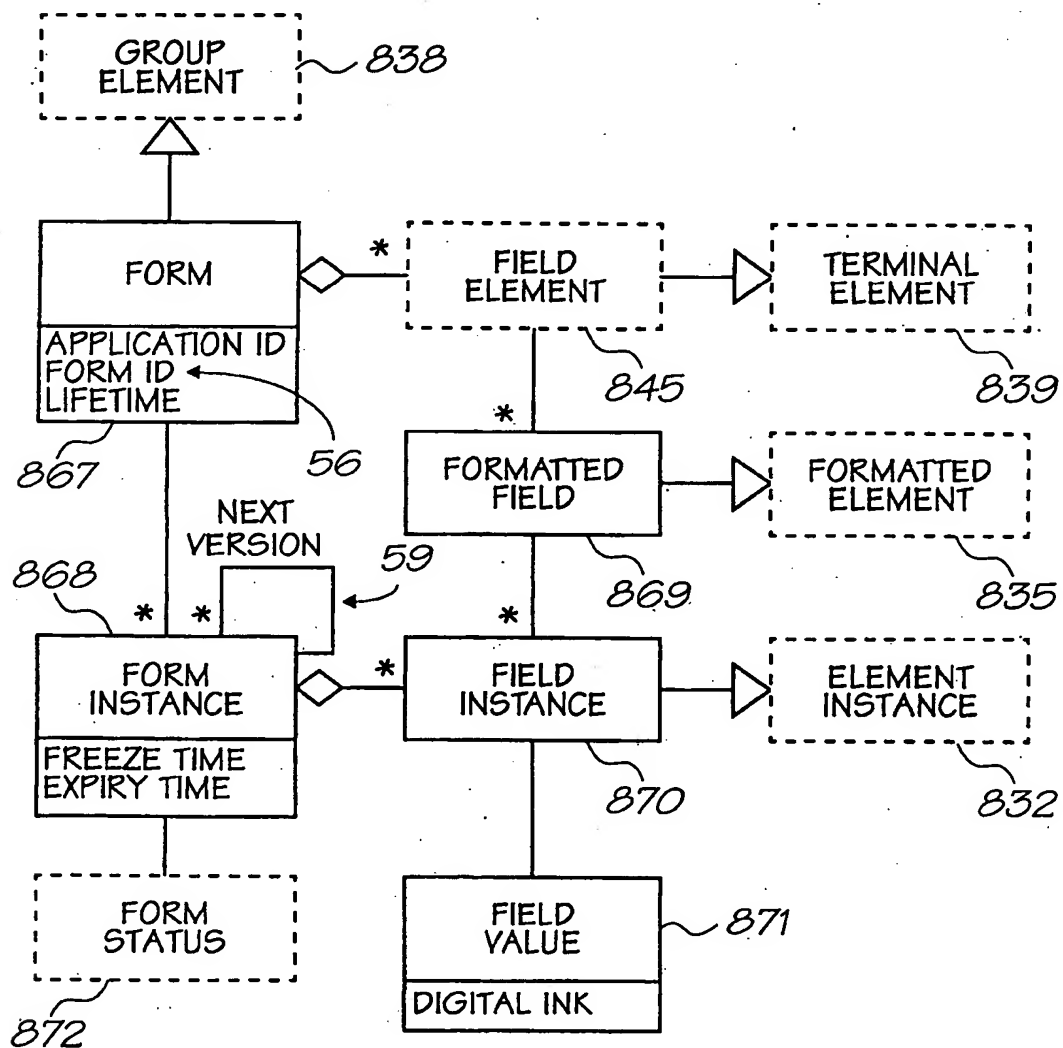 GROUP
ELEMENT
838
FORM
APPLICATION ID
FORM ID
LIFETIME
867
56
*
FIELD
ELEMENT
845
TERMINAL
ELEMENT
839
*
FORMATTED
FIELD
869
FORMATTED
ELEMENT
835
NEXT
VERSION
59
868
*
*
FORM
INSTANCE
FREEZE TIME
EXPIRY TIME
*
*
FIELD
INSTANCE
870
ELEMENT
INSTANCE
832
FORM
STATUS
872
FIELD
VALUE
DIGITAL INK
871